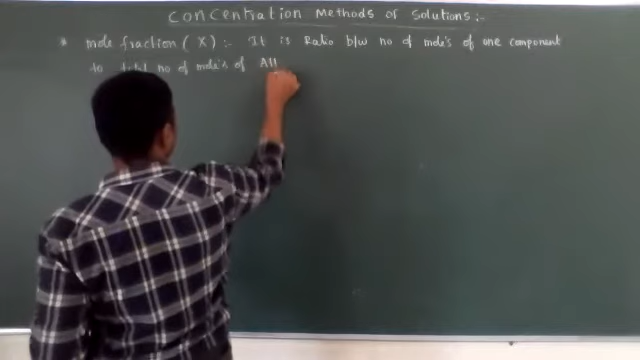 Concentration Methods of Solutions :-
* mole fraction ( X ) :- It is Ratio b/w no of mole's of one component
to total no of mole's of All